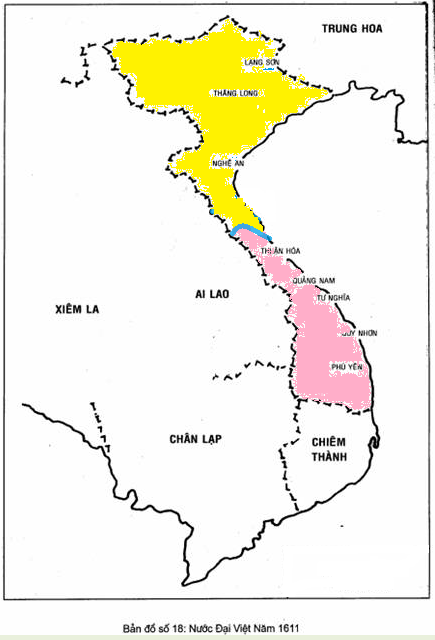 TRUNG HOA
LẠNG SƠN
THĂNG LONG
NGHỆ AN
THUẬN HÓA
QUẢNG NAM
TƯ NGHĨA
AI LAO
XIÊM LA
QUY NHƠN
PHÚ YÊN
CHÂN LẠP
CHIÊM
THÀNH
Bản đồ số 18: Nước Đại Việt Năm 1611